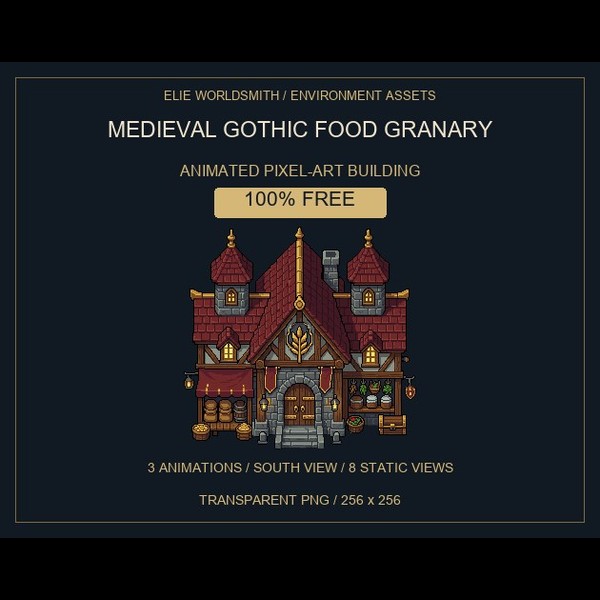 ELIE WORLDSMITH / ENVIRONMENT ASSETS
MEDIEVAL GOTHIC FOOD GRANARY
ANIMATED PIXEL-ART BUILDING
100% FREE
3 ANIMATIONS / SOUTH VIEW / 8 STATIC VIEWS
TRANSPARENT PNG / 256 x 256